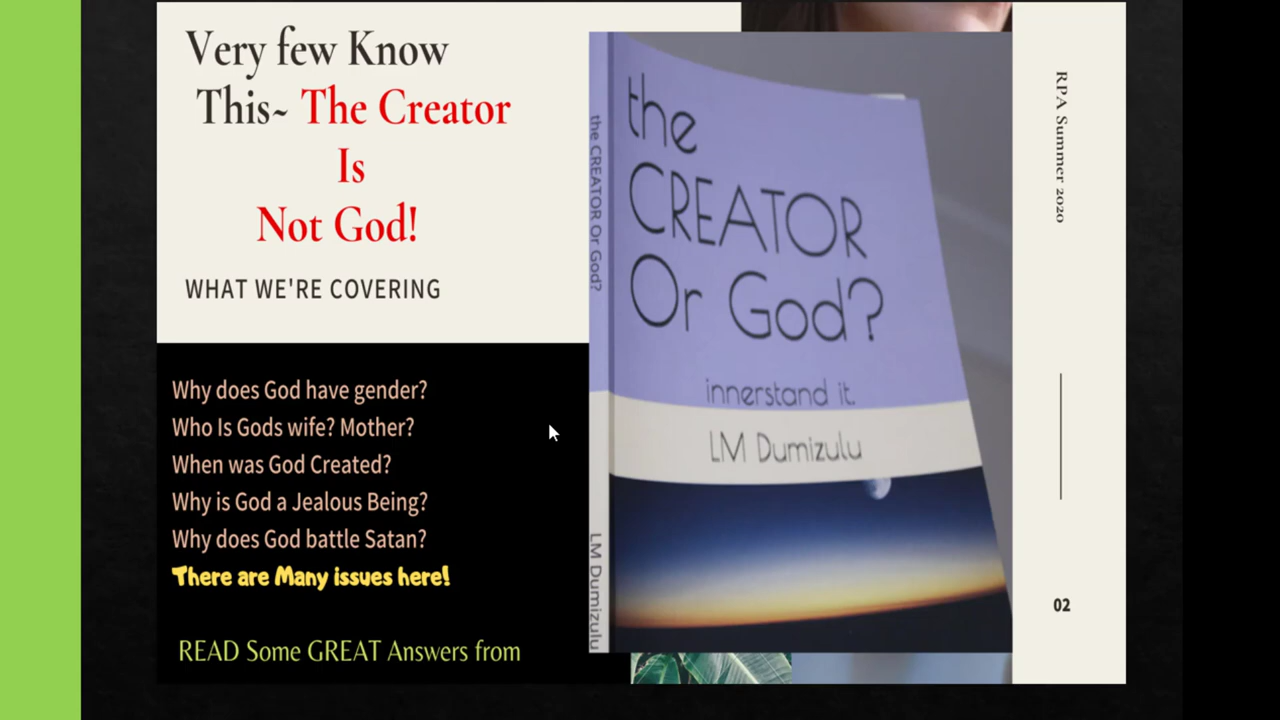 Very few Know
This~ The Creator
Is
Not God!
WHAT WE'RE COVERING
Why does God have gender?
Who Is Gods wife? Mother?
When was God Created?
Why is God a Jealous Being?
Why does God battle Satan?
There are Many issues here!
READ Some GREAT Answers from
the CREATOR Or God?
LM Dumizulu
the
CREATOR
Or God?
innerstand it.
LM Dumizulu
RPA Summer 2020
02